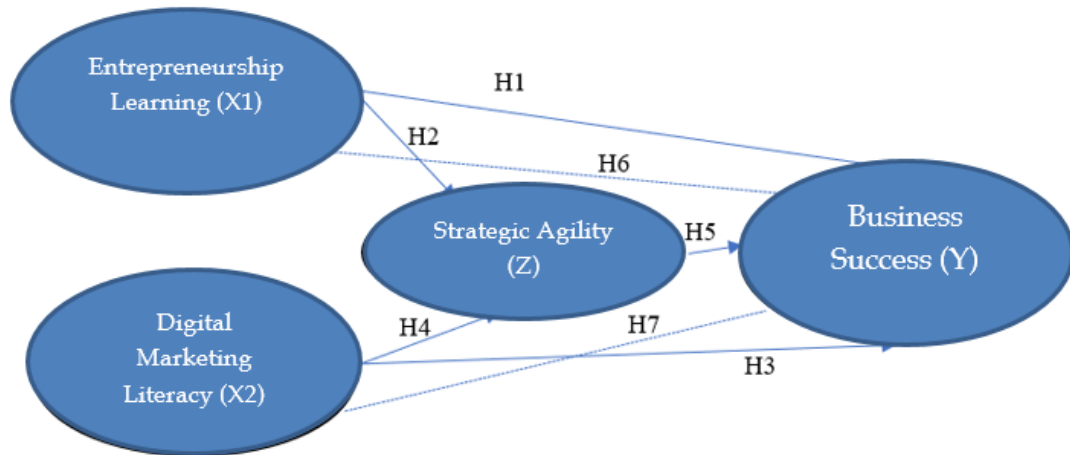 Entrepreneurship
Learning (X1)
H1
H2
H6
Strategic Agility
(Z)
H5
Business
Success (Y)
Digital
Marketing
Literacy (X2)
H4
H7
H3